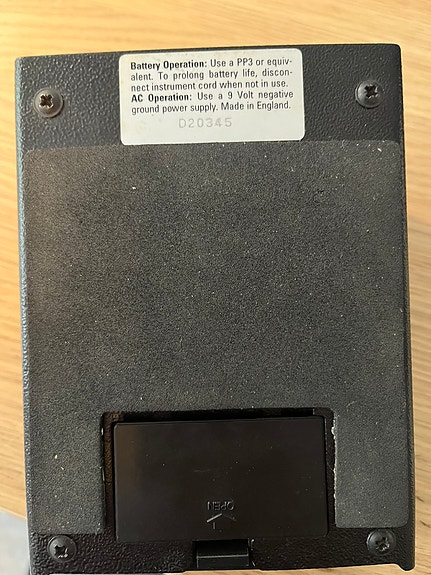 Battery Operation: Use a PP3 or equiv-
alent. To prolong battery life, discon-
nect instrument cord when not in use.
AC Operation: Use a 9 Volt negative
ground power supply. Made in England.
D20345
OPEN